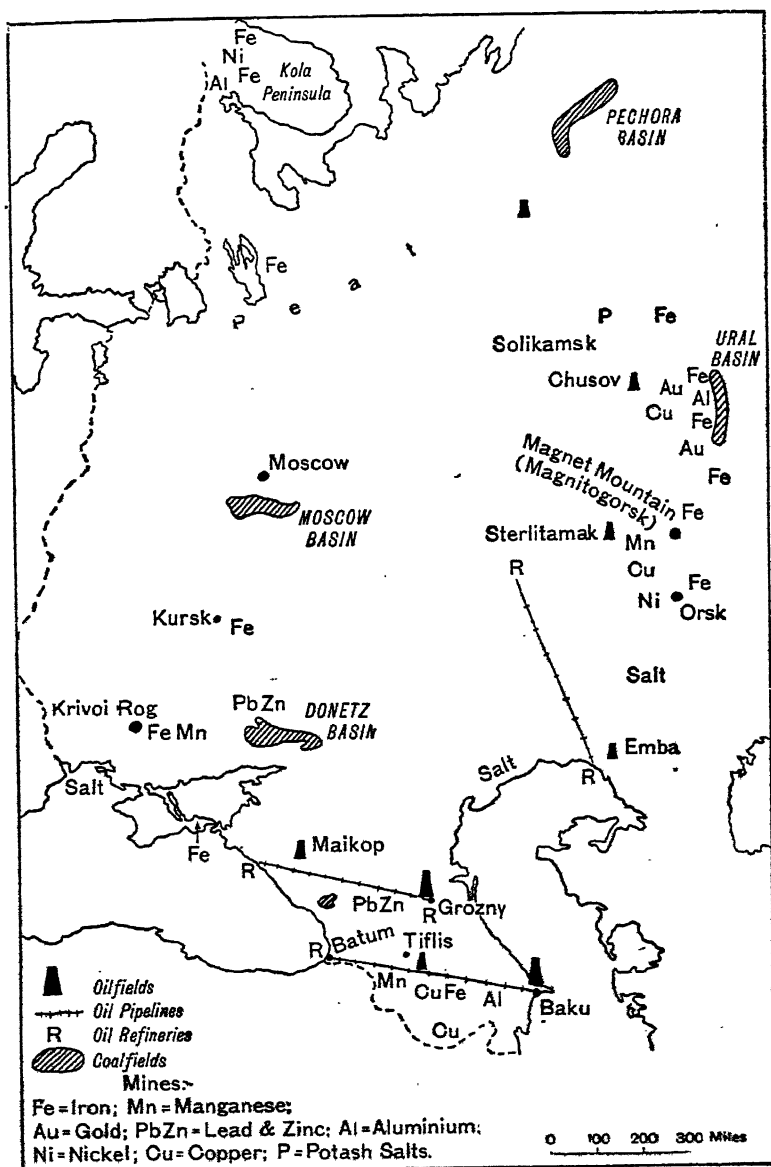 Fe
Ni
Fe
Al
Kola
Peninsula
PECHORA
BASIN
Fe
Peat
P Fe
Solikamsk
URAL
BASIN
Chusov
Fe
Au
Al
Cu
Fe
Au
Fe
Moscow
Magnet Mountain
(Magnitogorsk)
MOSCOW
BASIN
Fe
Sterlitamak
Mn
R
Cu
Fe
Ni
Orsk
Kursk
Fe
Salt
PbZn
DONETZ
BASIN
Krivoi Rog
Fe Mn
Emba
Salt
Salt
R
Fe
Maikop
R
PbZn
R
Grozny
Tiflis
R
Batum
Mn
CuFe
Al
Baku
Cu
Oilfields
Oil Pipelines
R Oil Refineries
Coalfields
Mines:-
Fe=Iron; Mn=Manganese;
Au=Gold; PbZn=Lead & Zinc; Al=Aluminium;
Ni=Nickel; Cu=Copper; P=Potash Salts.
0 100 200 300 Miles